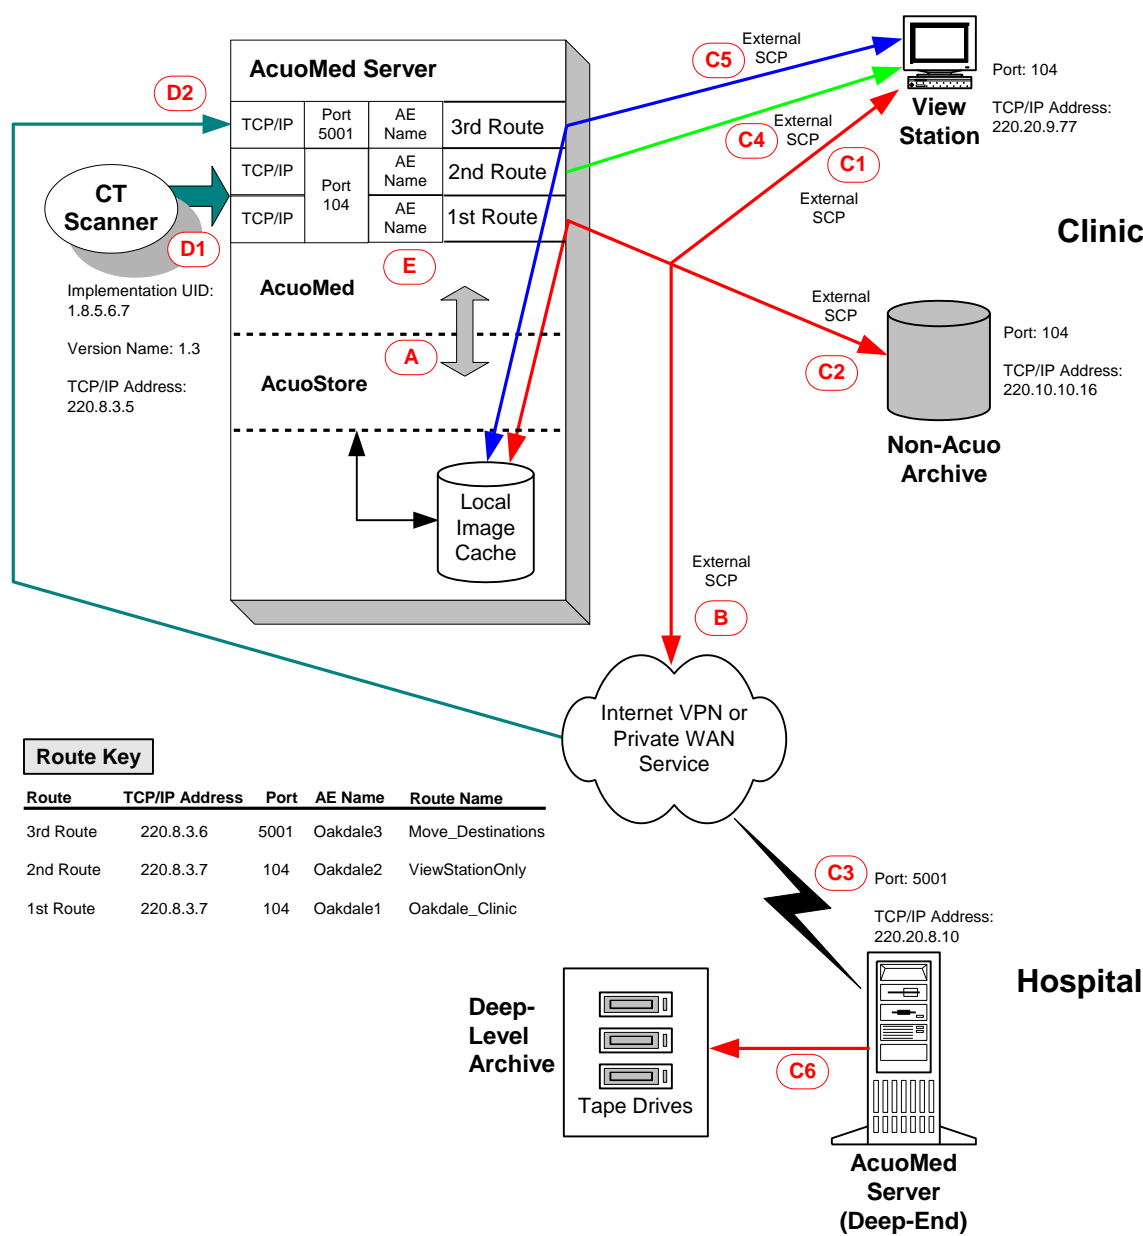 AcuoMed Server
D2
TCP/IP
Port
5001
AE
Name
3rd Route
TCP/IP
Port
104
AE
Name
2nd Route
TCP/IP
AE
Name
1st Route
CT
Scanner
D1
Implementation UID:
1.8.5.6.7
Version Name: 1.3
TCP/IP Address:
220.8.3.5
E
AcuoMed
A
AcuoStore
Local
Image
Cache
C5
External
SCP
C4
External
SCP
C1
External
SCP
View
Station
Port: 104
TCP/IP Address:
220.20.9.77
Clinic
External
SCP
C2
Port: 104
TCP/IP Address:
220.10.10.16
Non-Acuo
Archive
External
SCP
B
Internet VPN or
Private WAN
Service
Route Key
Route TCP/IP Address Port AE Name Route Name
3rd Route 220.8.3.6 5001 Oakdale3 Move_Destinations
2nd Route 220.8.3.7 104 Oakdale2 ViewStationOnly
1st Route 220.8.3.7 104 Oakdale1 Oakdale_Clinic
C3
Port: 5001
TCP/IP Address:
220.20.8.10
Hospital
Deep-
Level
Archive
Tape Drives
C6
AcuoMed
Server
(Deep-End)